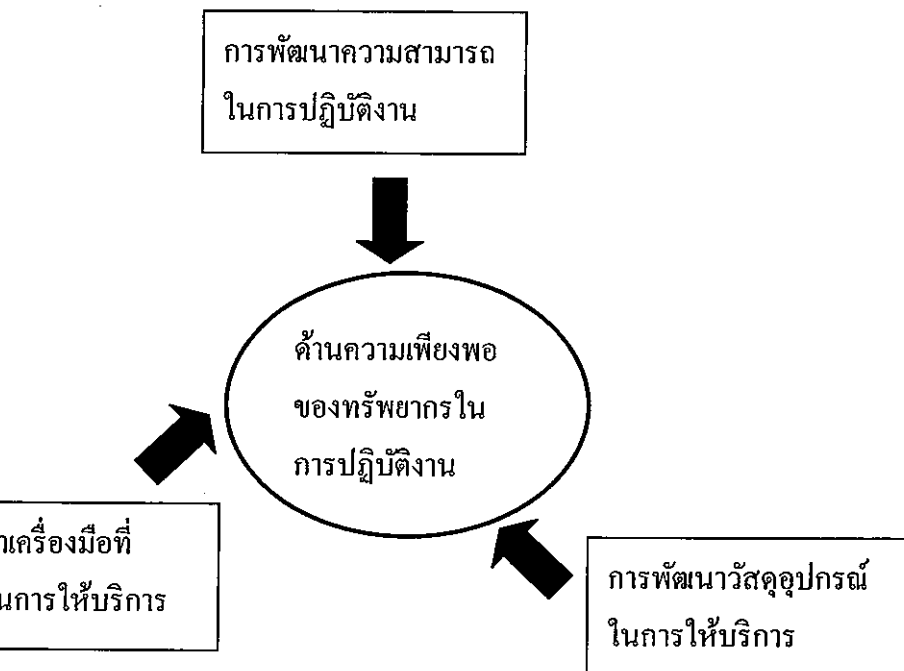 การพัฒนาความสามารถ
ในการปฏิบัติงาน
ด้านความเพียงพอ
ของทรัพยากรใน
การปฏิบัติงาน
เครื่องมือที่
การให้บริการ
การพัฒนาวัสดุอุปกรณ์
ในการให้บริการ